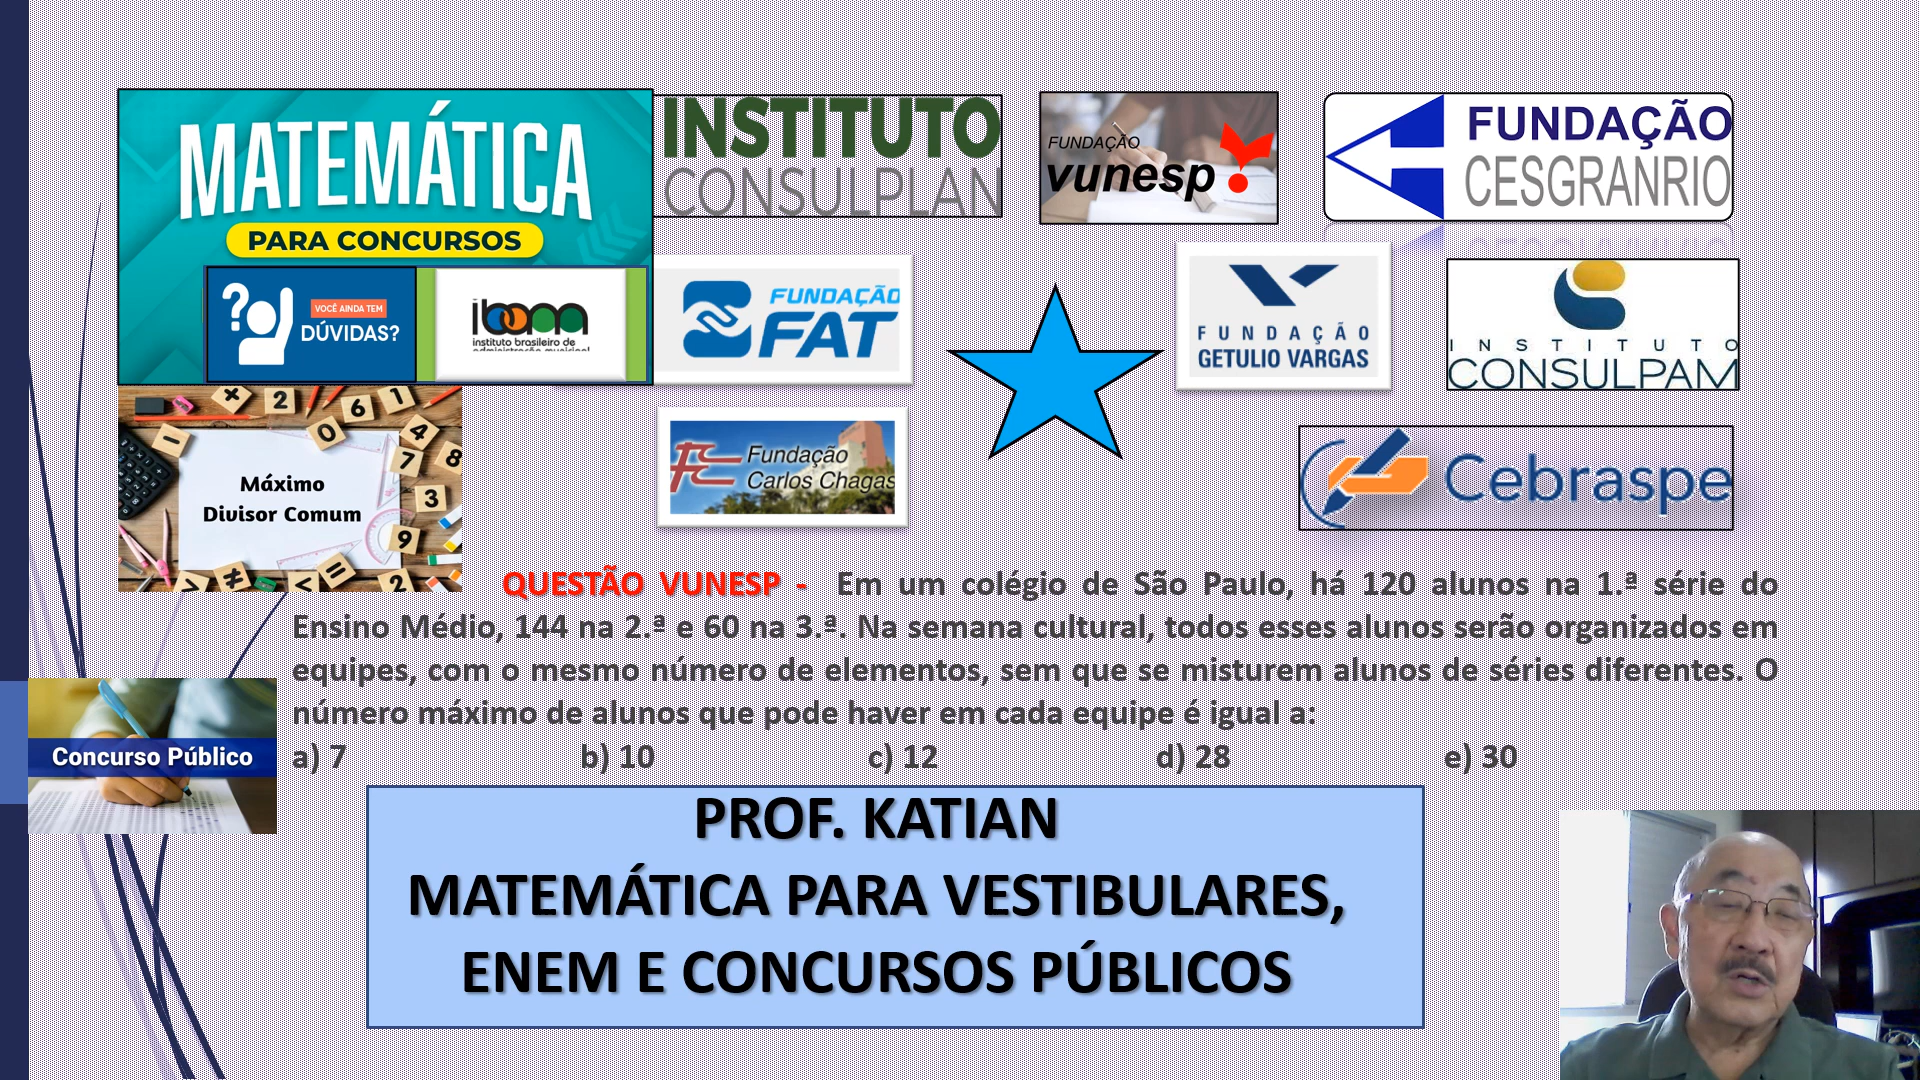 MATEMÁTICA
PARA CONCURSOS
?
VOCÊ AINDA TEM
DÚVIDAS?
ibam
instituto brasileiro de
administração municipal
INSTITUTO
CONSULPLAN
FUNDAÇÃO
vunesp
FUNDAÇÃO
CESGRANRIO
FUNDAÇÃO
FAT
FUNDAÇÃO
GETULIO VARGAS
INSTITUTO
CONSULPAM
Máximo
Divisor Comum
FCC
Fundação
Carlos Chagas
Cebraspe
QUESTÃO VUNESP - Em um colégio de São Paulo, há 120 alunos na 1.ª série do
Ensino Médio, 144 na 2.ª e 60 na 3.ª. Na semana cultural, todos esses alunos serão organizados em
equipes, com o mesmo número de elementos, sem que se misturem alunos de séries diferentes. O
número máximo de alunos que pode haver em cada equipe é igual a:
a) 7 b) 10 c) 12 d) 28 e) 30
Concurso Público
PROF. KATIAN
MATEMÁTICA PARA VESTIBULARES,
ENEM E CONCURSOS PÚBLICOS